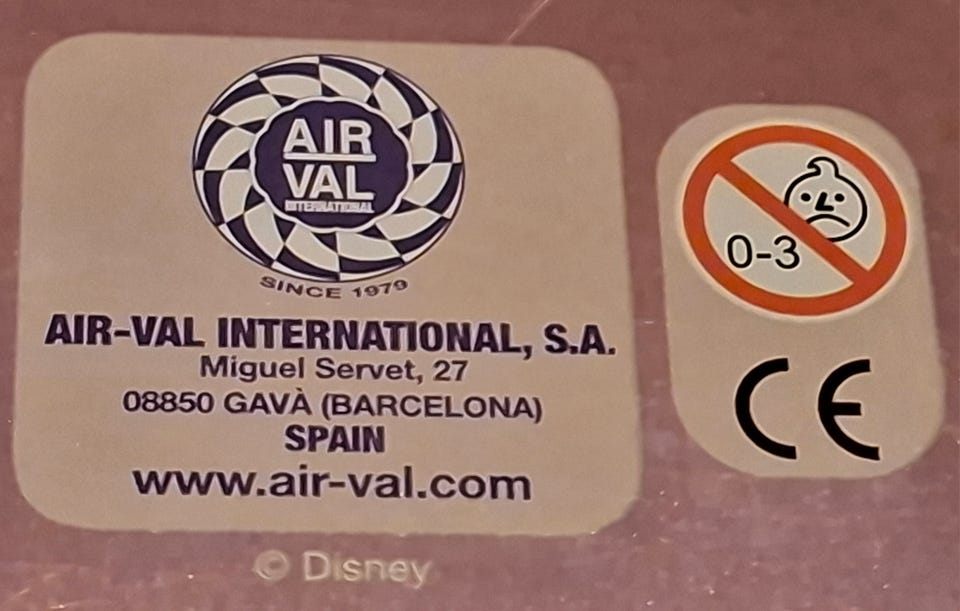 AIR
VAL
INTERNATIONAL
SINCE 1979
AIR-VAL INTERNATIONAL, S.A.
Miguel Servet, 27
08850 GAVÀ (BARCELONA)
SPAIN
www.air-val.com
© Disney
0-3
CE